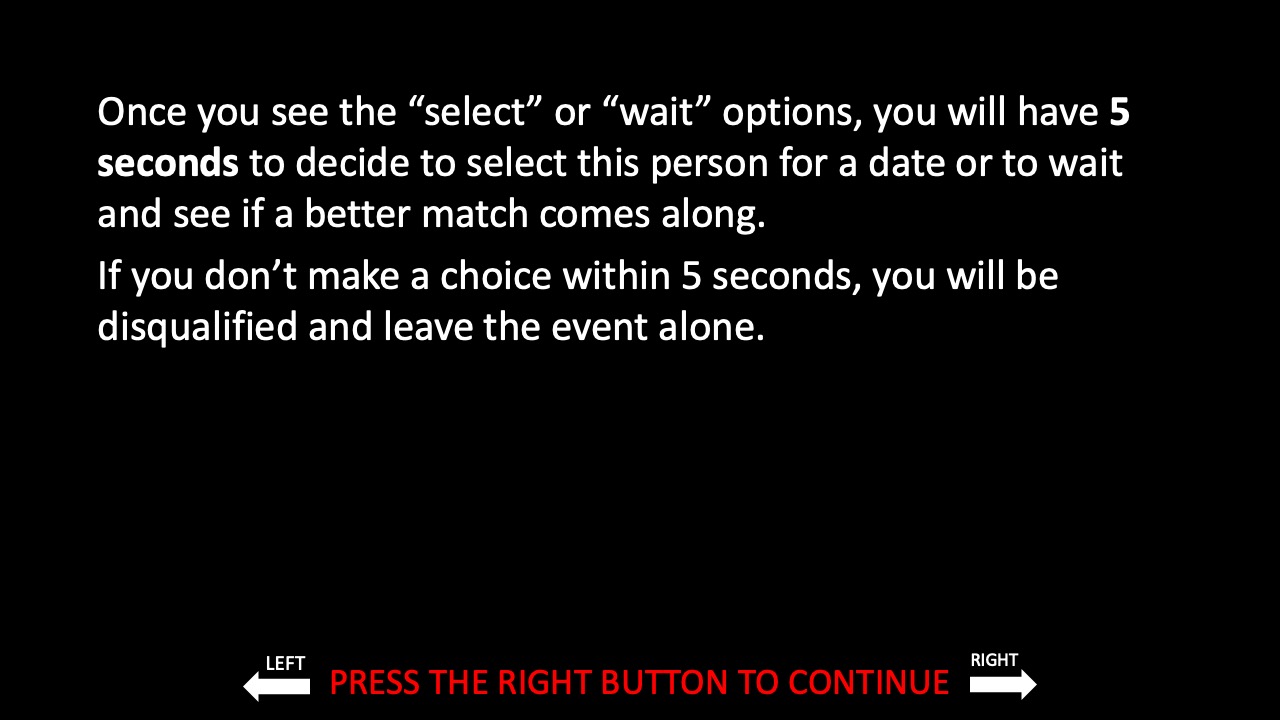 Once you see the “select” or “wait” options, you will have 5
seconds to decide to select this person for a date or to wait
and see if a better match comes along.
If you don’t make a choice within 5 seconds, you will be
disqualified and leave the event alone.
LEFT
PRESS THE RIGHT BUTTON TO CONTINUE
RIGHT